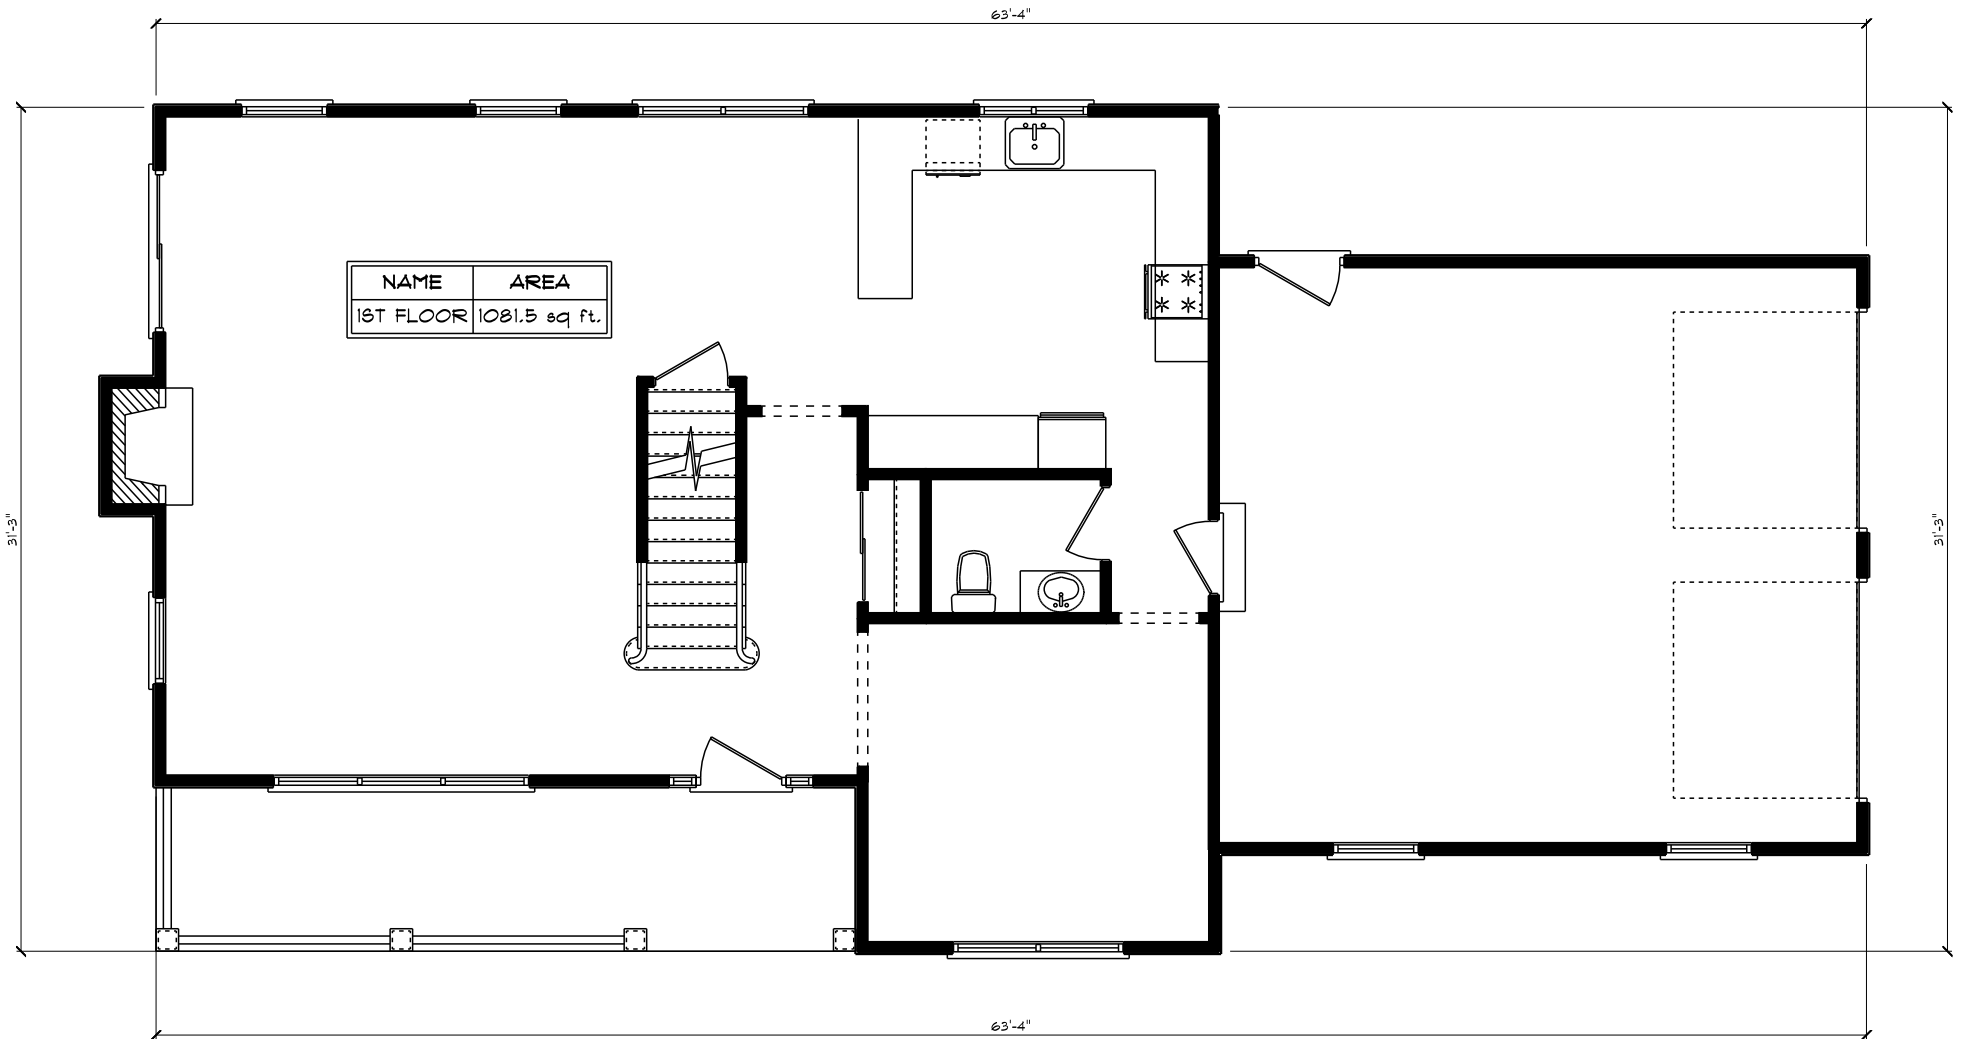 63'-4"
NAME AREA
1ST FLOOR 1081.5 sq ft.
31'-3"
31'-3"
63'-4"